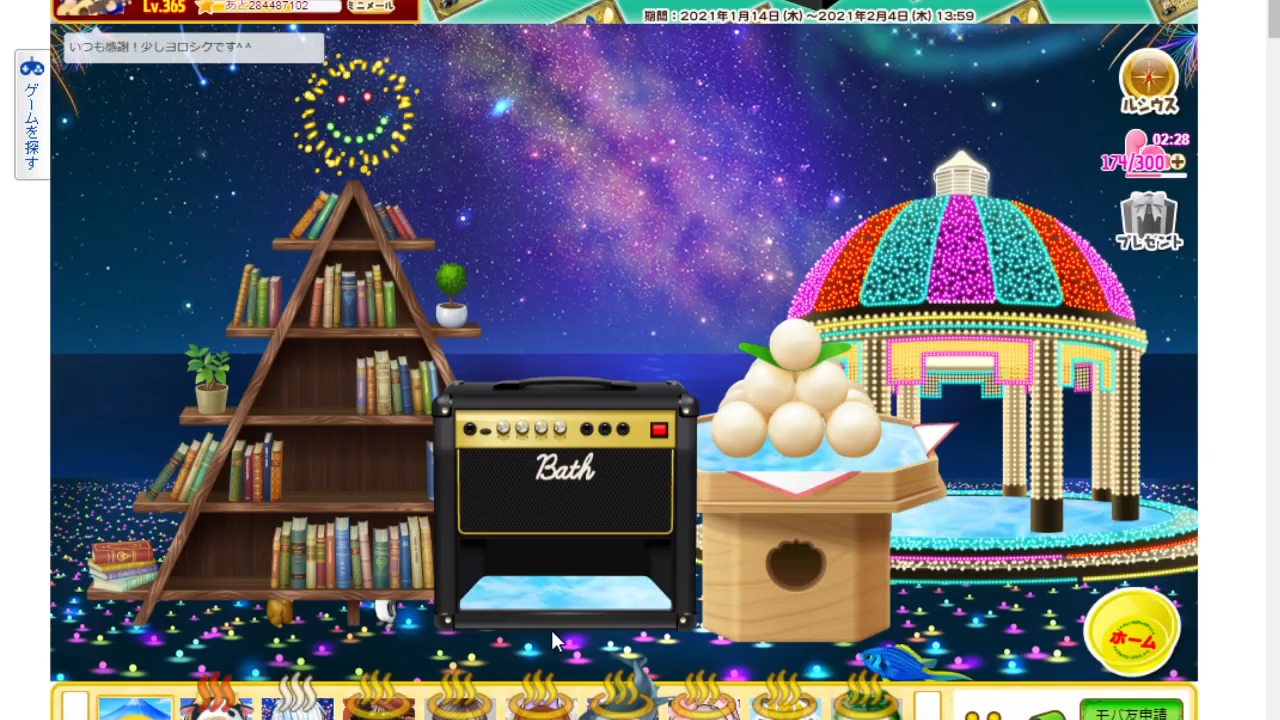 Lv.365
あと284487102
ミニメール
期間：2021年1月14日(木)～2021年2月4日(木) 13:59
いつも感謝！少しヨロシクです^ ^
ゲームを探す
ルシウス
02:28
174/300
プレゼント
Bath
ホーム
モバ友申請